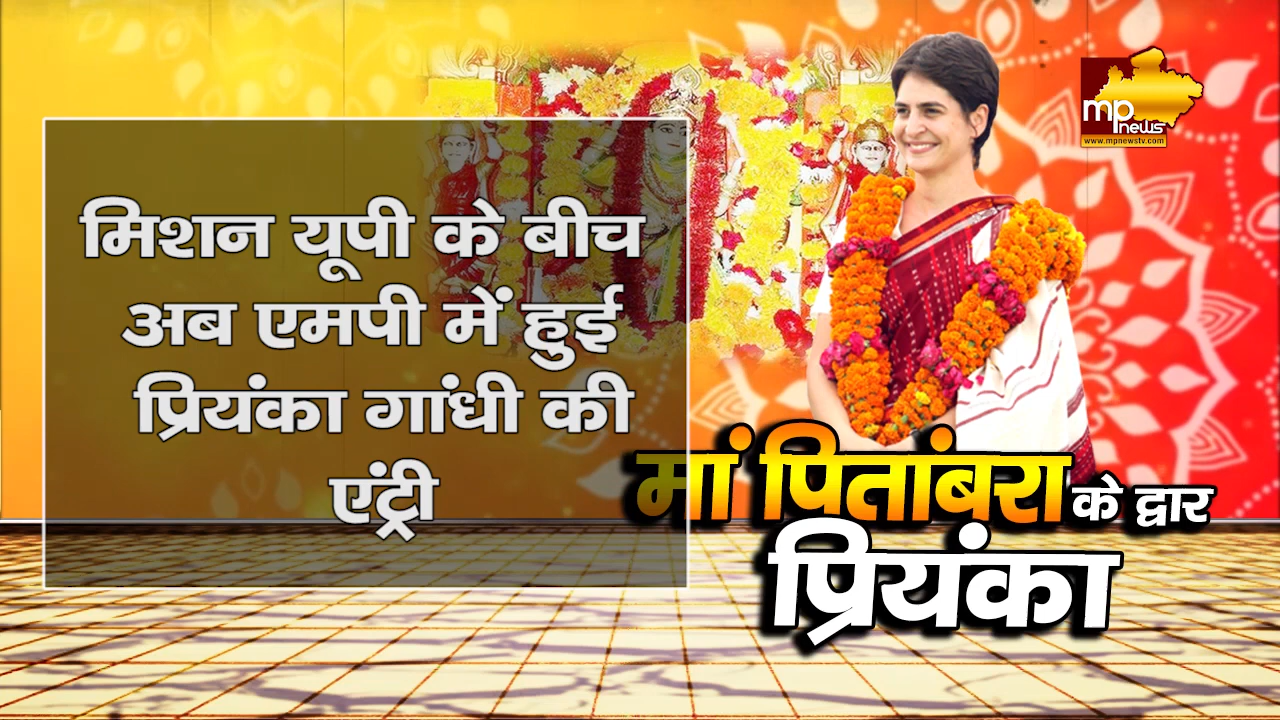 mp
news
www.mpnewstv.com
मिशन यूपी के बीच
अब एमपी में हुई
प्रियंका गांधी की
एंट्री
मां पितांबरा के द्वार
प्रियंका